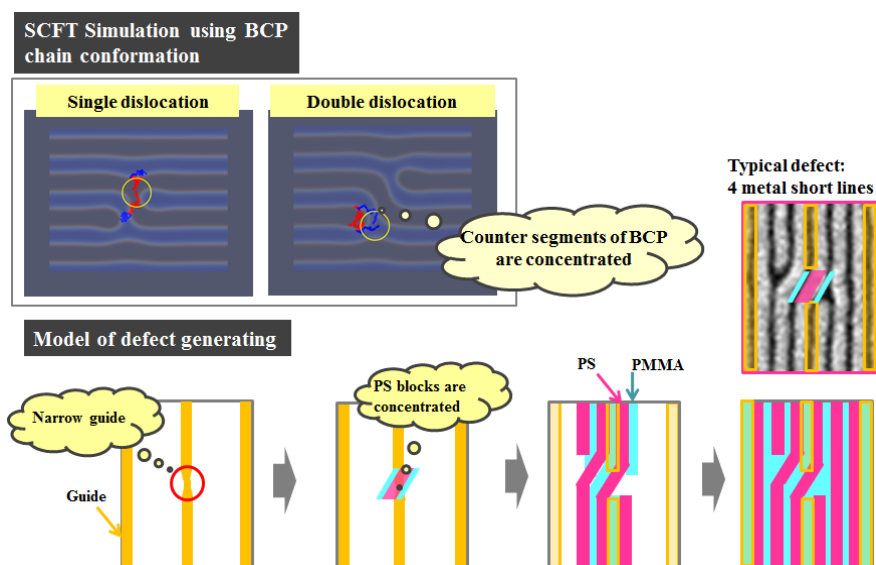 SCFT Simulation using BCP
chain conformation
Single dislocation
Double dislocation
Counter segments of BCP
are concentrated
Typical defect:
4 metal short lines
Model of defect generating
Narrow guide
Guide
PS blocks are
concentrated
PS
PMMA